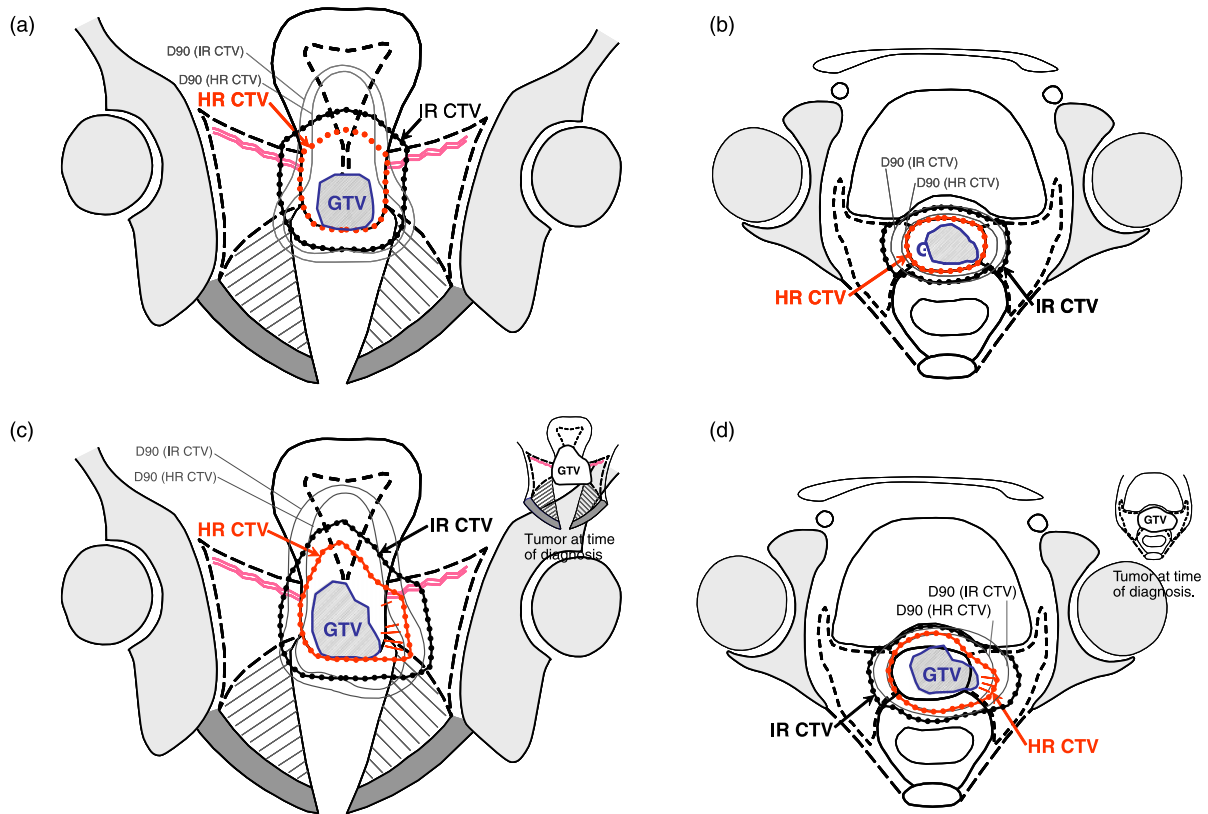 (a)
D90 (IR CTV)
D90 (HR CTV)
HR CTV
IR CTV
GTV
(b)
D90 (IR CTV)
D90 (HR CTV)
HR CTV
IR CTV
(c)
D90 (IR CTV)
D90 (HR CTV)
HR CTV
IR CTV
GTV
GTV
Tumor at time
of diagnosis
(d)
GTV
Tumor at time
of diagnosis.
D90 (IR CTV)
D90 (HR CTV)
GTV
IR CTV
HR CTV